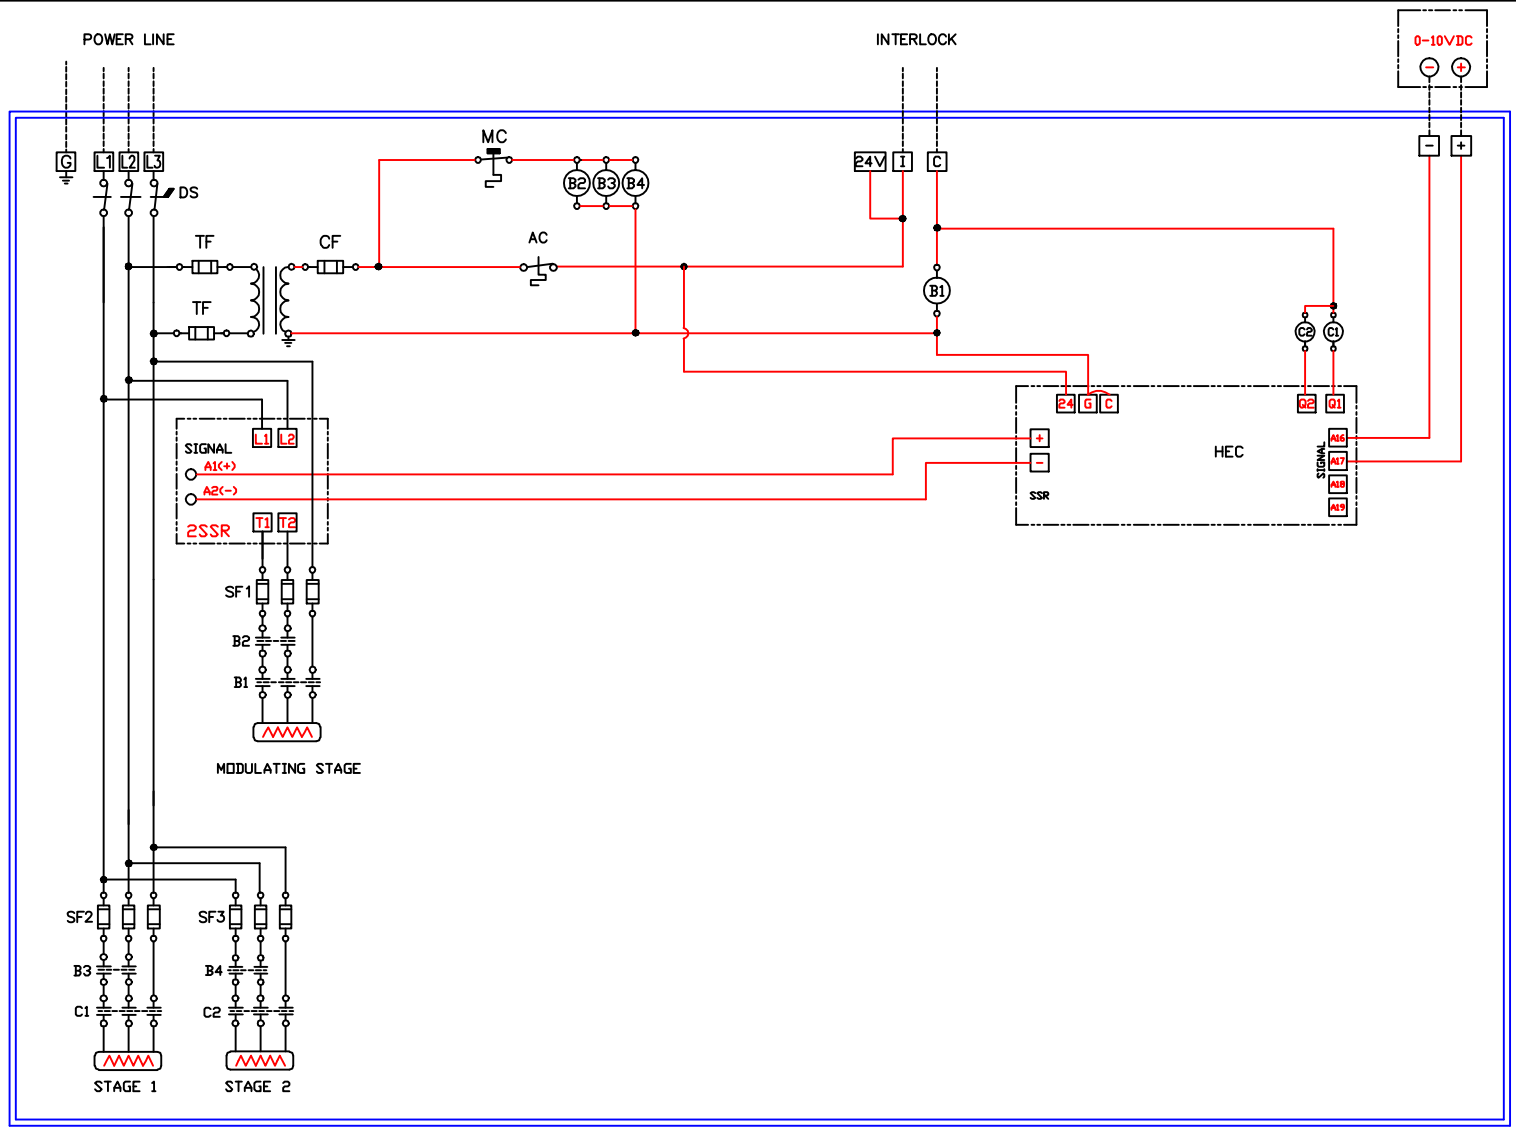 POWER LINE
INTERLOCK
0-10VDC
- +
G L1 L2 L3
DS
MC
B2 B3 B4
24V I C
- +
TF
CF
AC
B1
TF
C2 C1
24 G C
Q2 Q1
L1 L2
SIGNAL
A1(+)
A2(-)
2SSR
T1 T2
+
-
SSR
HEC
SIGNAL
A16
A17
A18
A19
SF1
B2
B1
MODULATING STAGE
SF2
SF3
B3
B4
C1
C2
STAGE 1
STAGE 2